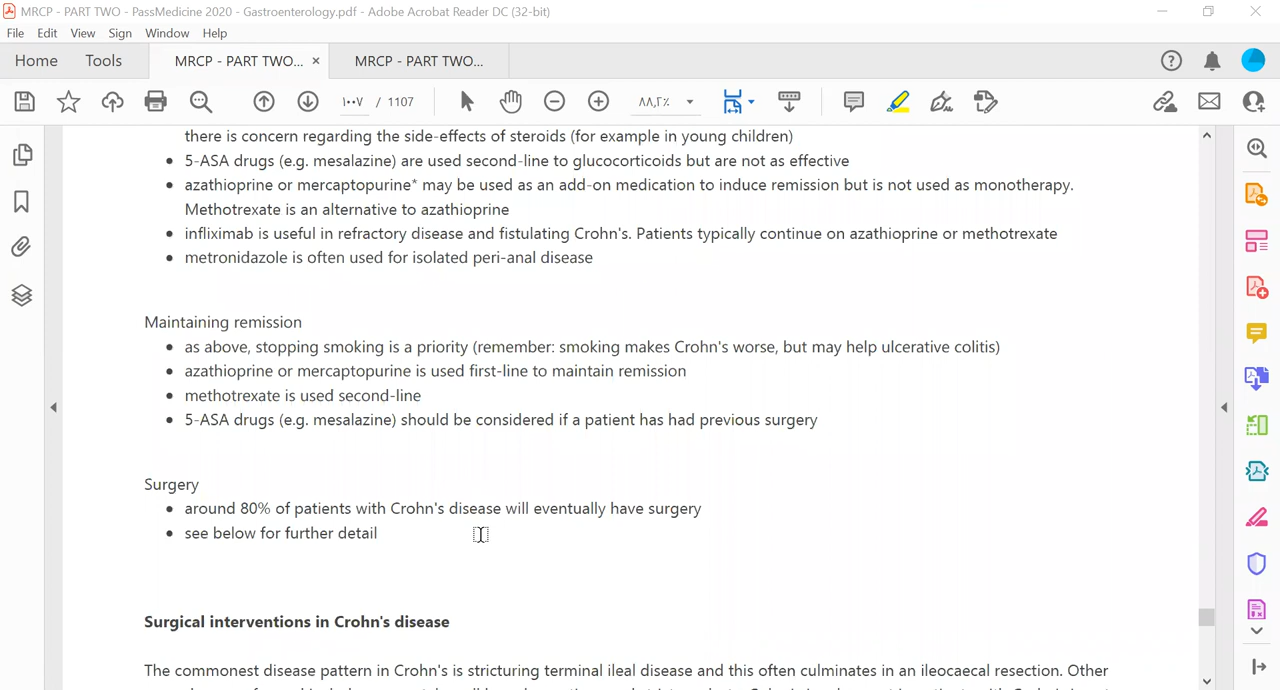 MRCP - PART TWO - PassMedicine 2020 - Gastroenterology.pdf - Adobe Acrobat Reader DC (32-bit)
File Edit View Sign Window Help
Home Tools MRCP - PART TWO... × MRCP - PART TWO...
١٠٠٧ / 1107 ٨٨,٢٪
there is concern regarding the side-effects of steroids (for example in young children)
• 5-ASA drugs (e.g. mesalazine) are used second-line to glucocorticoids but are not as effective
• azathioprine or mercaptopurine* may be used as an add-on medication to induce remission but is not used as monotherapy.
Methotrexate is an alternative to azathioprine
• infliximab is useful in refractory disease and fistulating Crohn's. Patients typically continue on azathioprine or methotrexate
• metronidazole is often used for isolated peri-anal disease
Maintaining remission
• as above, stopping smoking is a priority (remember: smoking makes Crohn's worse, but may help ulcerative colitis)
• azathioprine or mercaptopurine is used first-line to maintain remission
• methotrexate is used second-line
• 5-ASA drugs (e.g. mesalazine) should be considered if a patient has had previous surgery
Surgery
• around 80% of patients with Crohn's disease will eventually have surgery
• see below for further detail
Surgical interventions in Crohn's disease
The commonest disease pattern in Crohn's is stricturing terminal ileal disease and this often culminates in an ileocaecal resection. Other